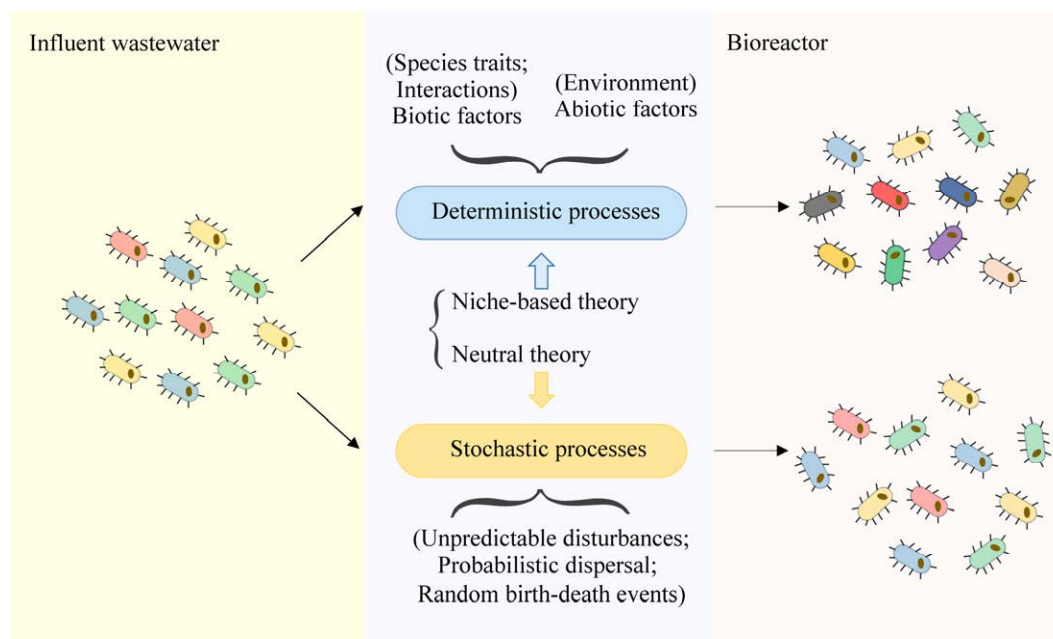 Influent wastewater
(Species traits;
Interactions)
Biotic factors
(Environment)
Abiotic factors
Deterministic processes
Niche-based theory
Neutral theory
Stochastic processes
(Unpredictable disturbances;
Probabilistic dispersal;
Random birth-death events)
Bioreactor